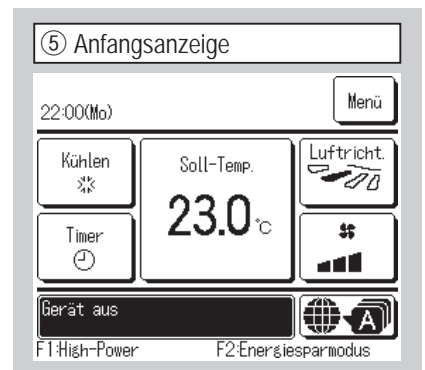 ⑤ Anfangsanzeige
22:00(Mo)
Menü
Kühlen
Soll-Temp.
Luftricht.
23.0 °C
Timer
Gerät aus
A
F1:High-Power
F2:Energiesparmodus